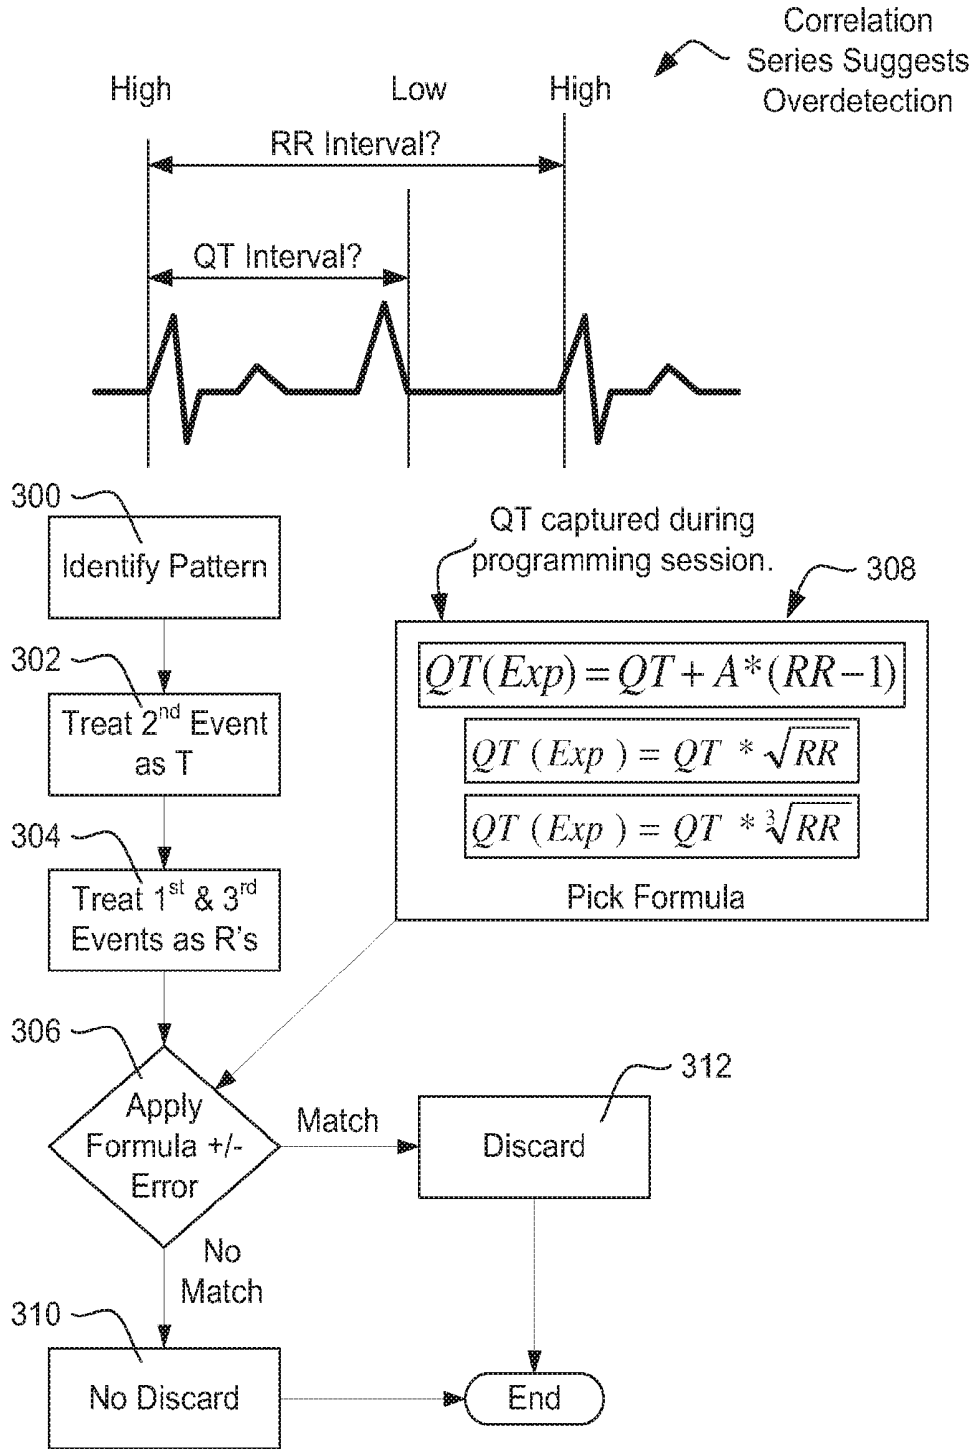 Correlation
Series Suggests
Overdetection
High
Low
High
RR Interval?
QT Interval?
300
Identify Pattern
QT captured during
programming session.
308
302
QT(Exp) = QT + A*(RR−1)
Treat 2nd Event
as T
QT (Exp ) = QT * √RR
QT (Exp ) = QT * ∛RR
304
Treat 1st & 3rd
Events as R's
Pick Formula
306
Apply
Formula +/-
Error
Match
312
Discard
No
Match
310
No Discard
End